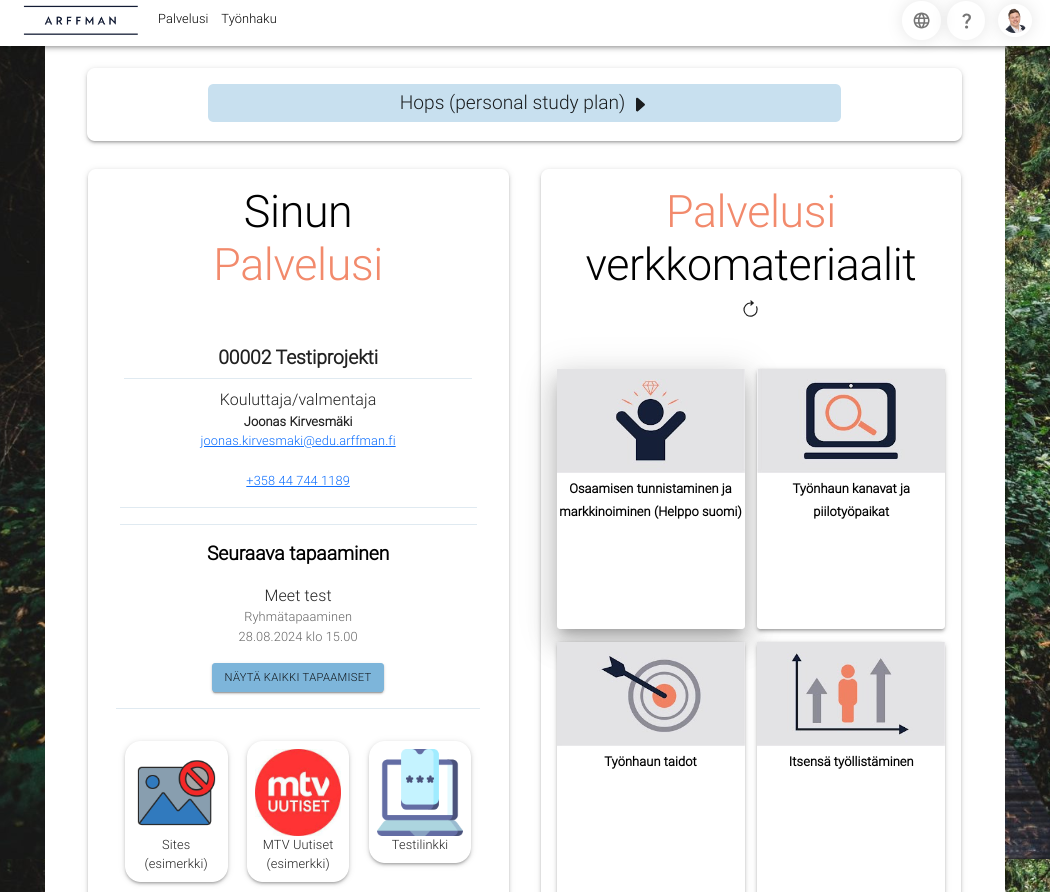 ARFFMAN
Palvelusi Työnhaku
?
Hops (personal study plan)
Sinun
Palvelusi
00002 Testiprojekti
Kouluttaja/valmentaja
Joonas Kirvesmäki
joonas.kirvesmaki@edu.arffman.fi
+358 44 744 1189
Seuraava tapaaminen
Meet test
Ryhmätapaaminen
28.08.2024 klo 15.00
NÄYTÄ KAIKKI TAPAAMISET
Sites
(esimerkki)
mtv
UUTISET
MTV Uutiset
(esimerkki)
***
Testilinkki
Palvelusi
verkkomateriaalit
Osaamisen tunnistaminen ja
markkinoiminen (Helppo suomi)
Työnhaun kanavat ja
piilotyöpaikat
Työnhaun taidot
Itsensä työllistäminen